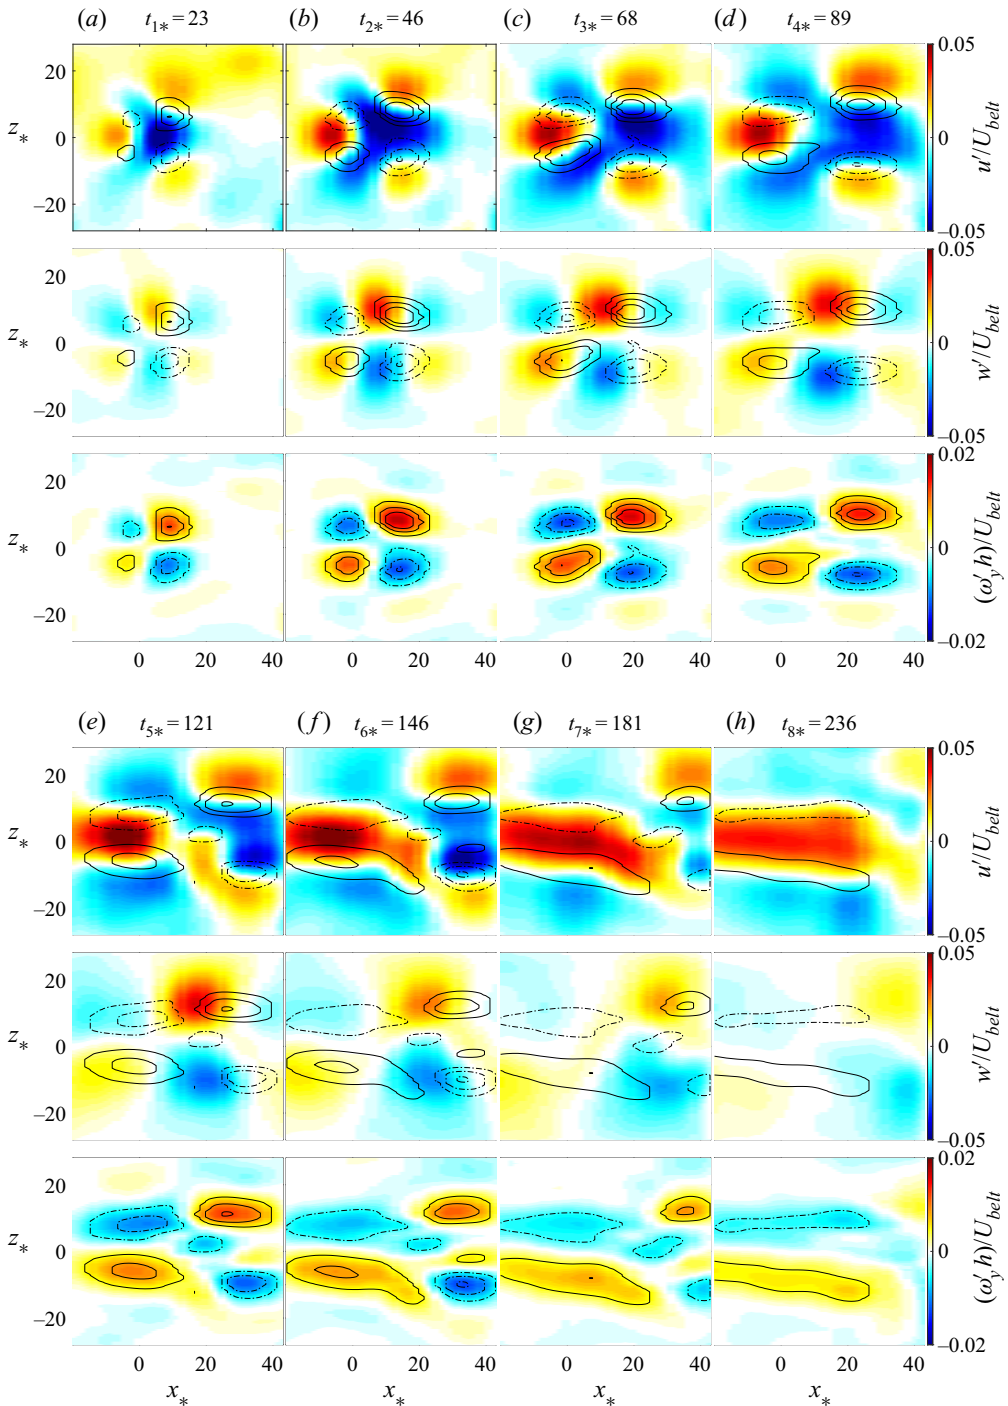 (a) t1* = 23 (b) t2* = 46 (c) t3* = 68 (d) t4* = 89
0.05
20
z* 0 0 u′/Ubelt
–20
–0.05
0.05
20
z* 0 0 w′/Ubelt
–20
–0.05
0.02
20
z* 0 0 (ω′y h)/Ubelt
–20
–0.02
0 20 40 0 20 40 0 20 40 0 20 40
(e) t5* = 121 (f) t6* = 146 (g) t7* = 181 (h) t8* = 236
0.05
20
z* 0 0 u′/Ubelt
–20
–0.05
0.05
20
z* 0 0 w′/Ubelt
–20
–0.05
0.02
20
z* 0 0 (ω′y h)/Ubelt
–20
–0.02
0 20 40 0 20 40 0 20 40 0 20 40
x* x* x* x*